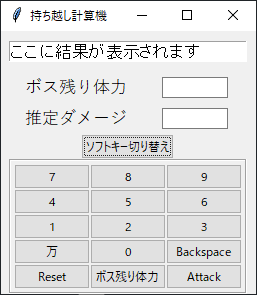 持ち越し計算機
ここに結果が表示されます
ボス残り体力
推定ダメージ
ソフトキー切り替え
7 8 9
4 5 6
1 2 3
万 0 Backspace
Reset ボス残り体力 Attack